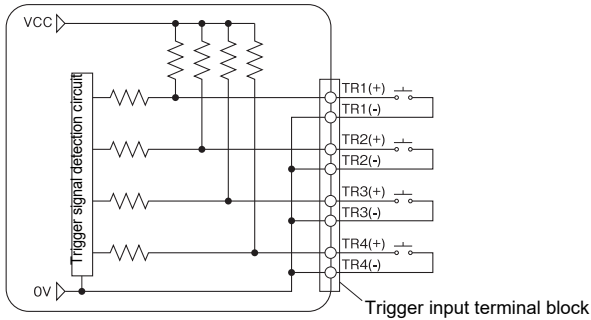 VCC
Trigger signal detection circuit
TR1(+)
TR1(-)
TR2(+)
TR2(-)
TR3(+)
TR3(-)
TR4(+)
TR4(-)
0V
Trigger input terminal block